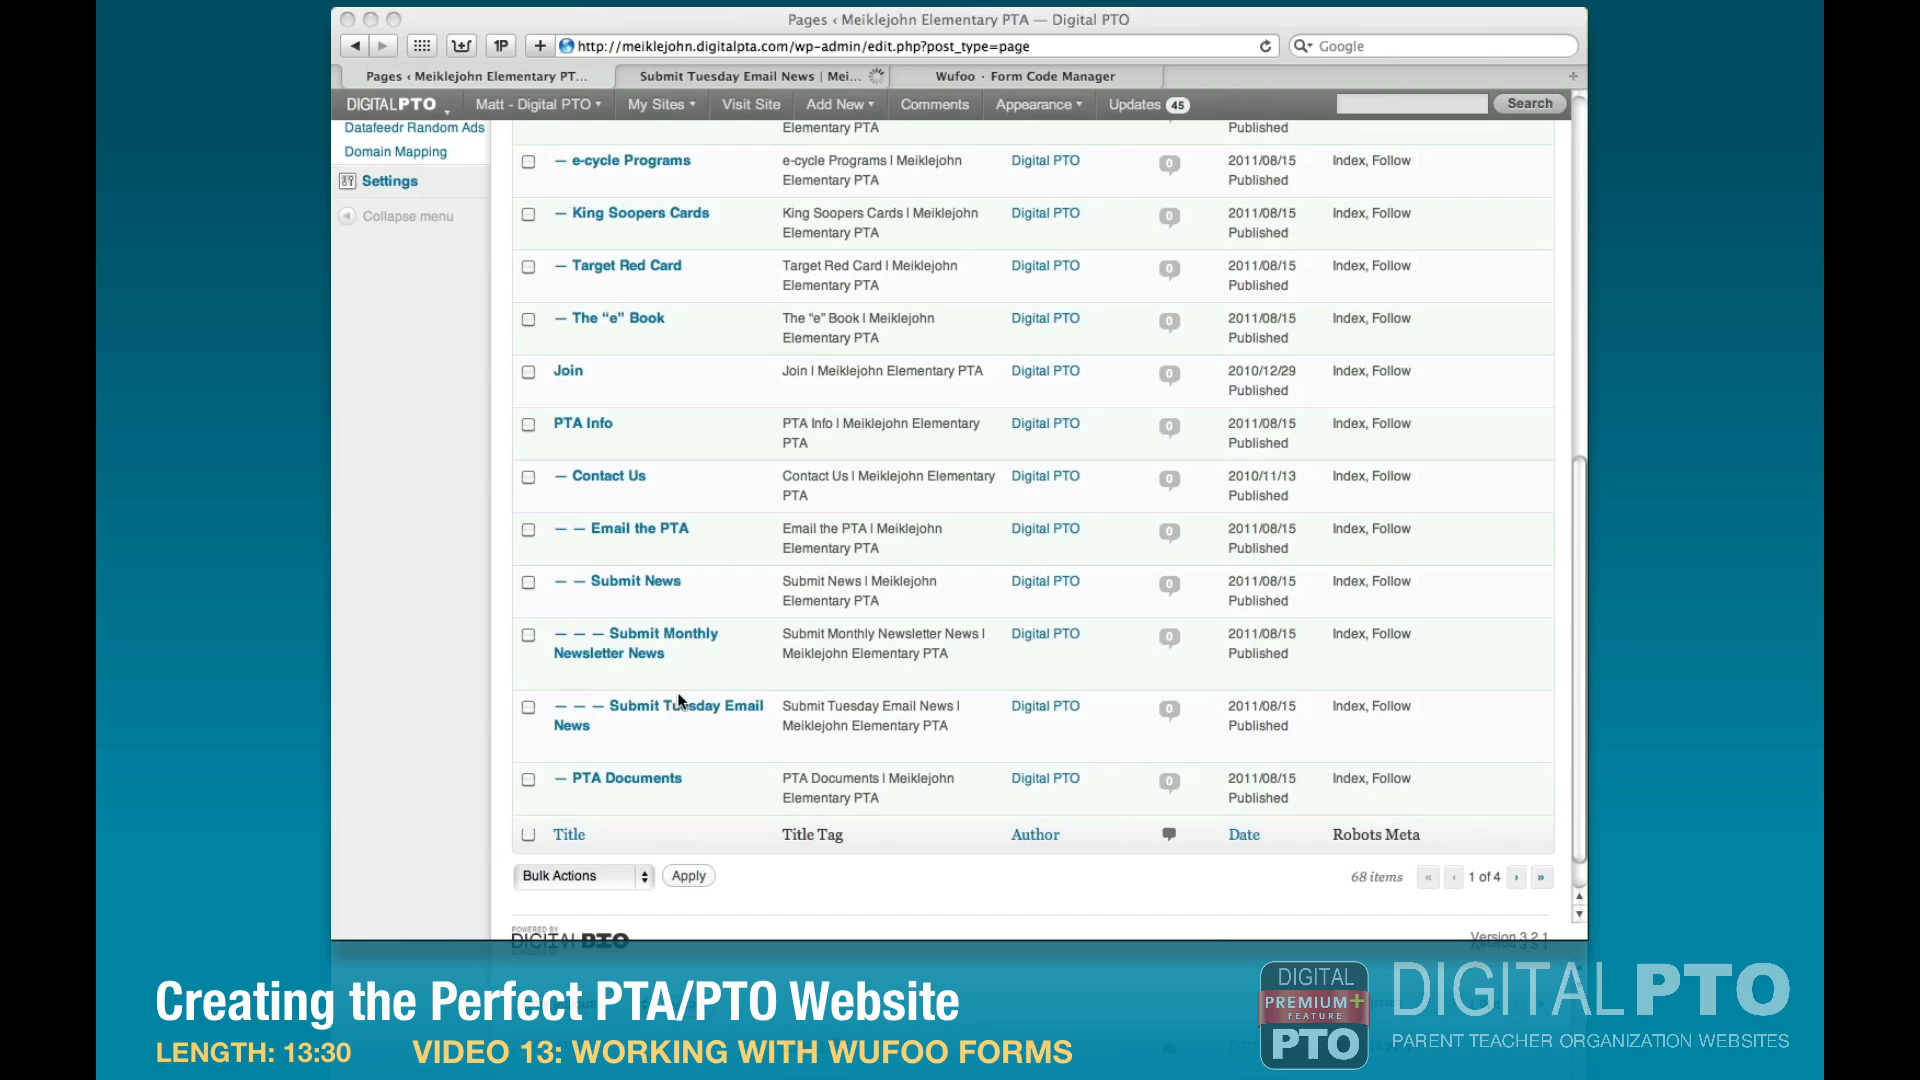 Pages ‹ Meiklejohn Elementary PTA — Digital PTO
1P
+
http://meiklejohn.digitalpta.com/wp-admin/edit.php?post_type=page
Google
Pages ‹ Meiklejohn Elementary PT...
Submit Tuesday Email News | Mei...
Wufoo · Form Code Manager
+
DIGITALPTO
Matt - Digital PTO
My Sites
Visit Site
Add New
Comments
Appearance
Updates 45
Search
Datafeedr Random Ads
Domain Mapping
Settings
Collapse menu
Elementary PTA
Published
— e-cycle Programs
e-cycle Programs | Meiklejohn
Elementary PTA
Digital PTO
0
2011/08/15
Published
Index, Follow
— King Soopers Cards
King Soopers Cards | Meiklejohn
Elementary PTA
Digital PTO
0
2011/08/15
Published
Index, Follow
— Target Red Card
Target Red Card | Meiklejohn
Elementary PTA
Digital PTO
0
2011/08/15
Published
Index, Follow
— The “e” Book
The “e” Book | Meiklejohn
Elementary PTA
Digital PTO
0
2011/08/15
Published
Index, Follow
Join
Join | Meiklejohn Elementary PTA
Digital PTO
0
2010/12/29
Published
Index, Follow
PTA Info
PTA Info | Meiklejohn Elementary
PTA
Digital PTO
0
2011/08/15
Published
Index, Follow
— Contact Us
Contact Us | Meiklejohn Elementary
PTA
Digital PTO
0
2010/11/13
Published
Index, Follow
— — Email the PTA
Email the PTA | Meiklejohn
Elementary PTA
Digital PTO
0
2011/08/15
Published
Index, Follow
— — Submit News
Submit News | Meiklejohn
Elementary PTA
Digital PTO
0
2011/08/15
Published
Index, Follow
— — — Submit Monthly
Newsletter News
Submit Monthly Newsletter News |
Meiklejohn Elementary PTA
Digital PTO
0
2011/08/15
Published
Index, Follow
— — — Submit Tuesday Email
News
Submit Tuesday Email News |
Meiklejohn Elementary PTA
Digital PTO
0
2011/08/15
Published
Index, Follow
— PTA Documents
PTA Documents | Meiklejohn
Elementary PTA
Digital PTO
0
2011/08/15
Published
Index, Follow
Title
Title Tag
Author
Date
Robots Meta
Bulk Actions
Apply
68 items
«
‹
1 of 4
›
»
POWERED BY
DIGITALPTO
Version 3.2.1
Creating the Perfect PTA/PTO Website
LENGTH: 13:30
VIDEO 13: WORKING WITH WUFOO FORMS
DIGITAL
PREMIUM+
FEATURE
PTO
DIGITALPTO
PARENT TEACHER ORGANIZATION WEBSITES